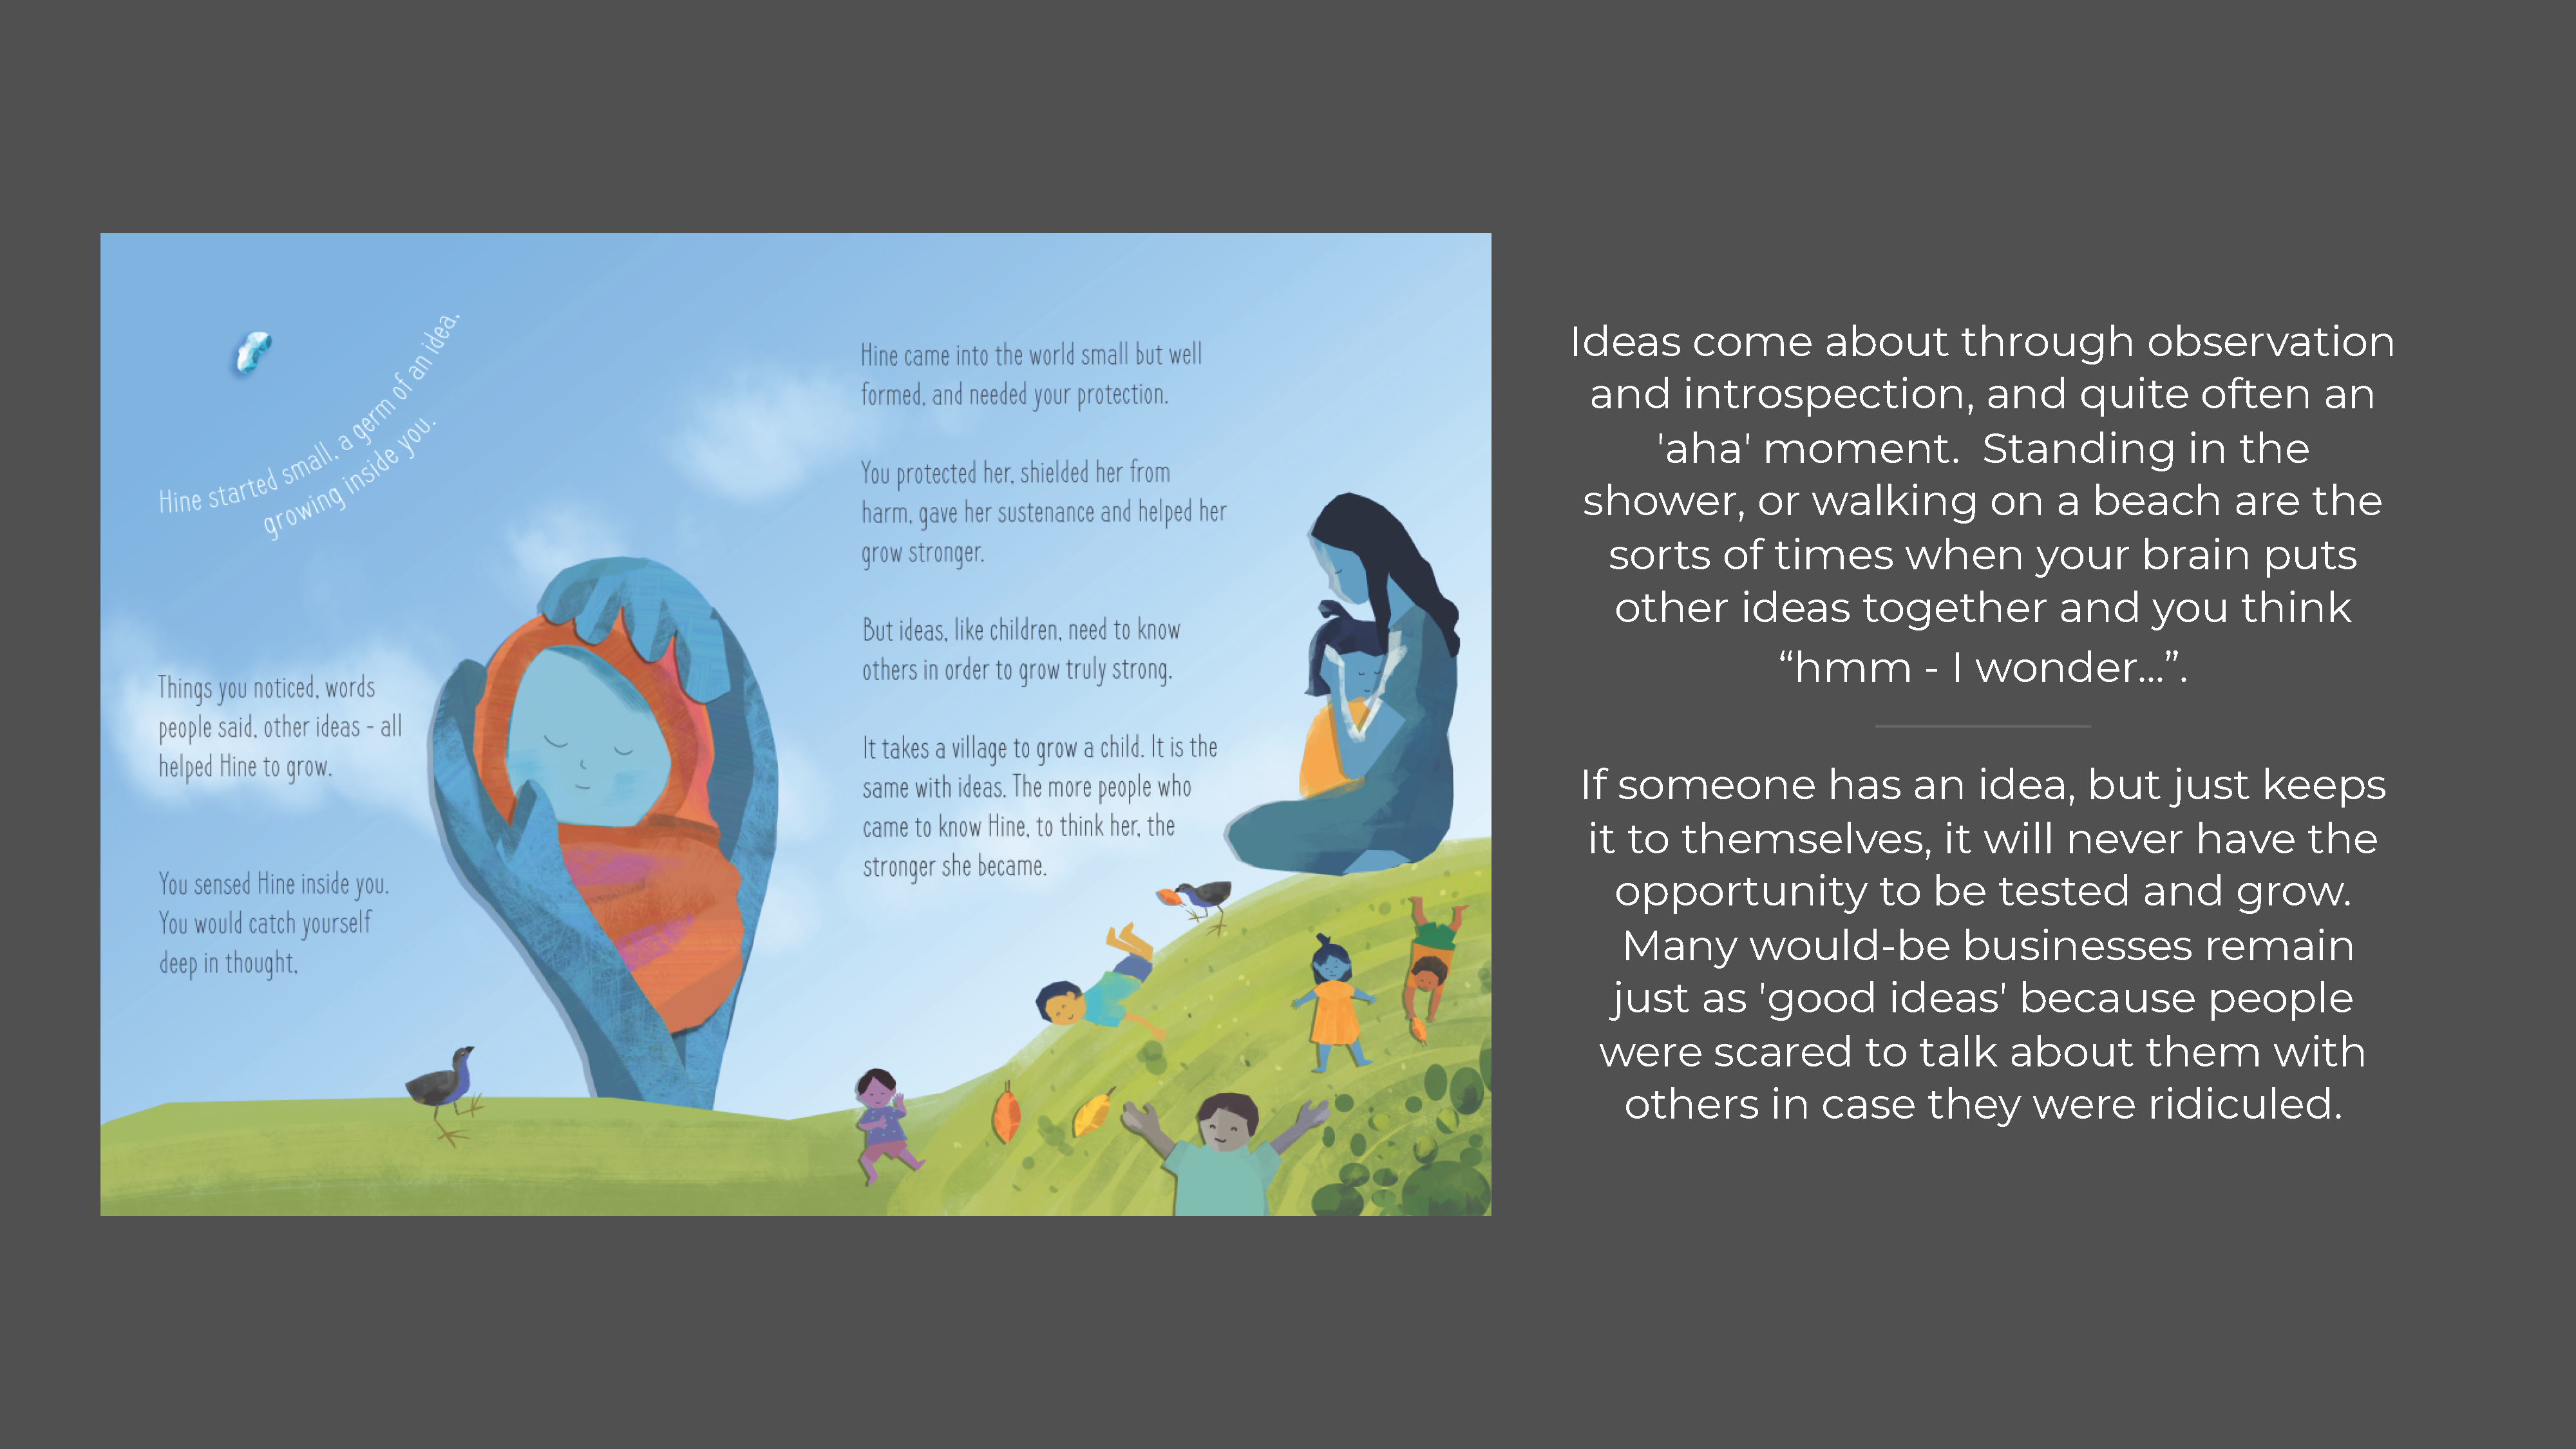 Hine started small, a germ of an idea.
growing inside you.
Things you noticed, words
people said, other ideas - all
helped Hine to grow.
You sensed Hine inside you.
You would catch yourself
deep in thought.
Hine came into the world small but well
formed, and needed your protection.
You protected her, shielded her from
harm, gave her sustenance and helped her
grow stronger.
But ideas, like children, need to know
others in order to grow truly strong.
It takes a village to grow a child. It is the
same with ideas. The more people who
came to know Hine, to think her, the
stronger she became.
Ideas come about through observation
and introspection, and quite often an
'aha' moment. Standing in the
shower, or walking on a beach are the
sorts of times when your brain puts
other ideas together and you think
“hmm - I wonder...”.
If someone has an idea, but just keeps
it to themselves, it will never have the
opportunity to be tested and grow.
Many would-be businesses remain
just as 'good ideas' because people
were scared to talk about them with
others in case they were ridiculed.